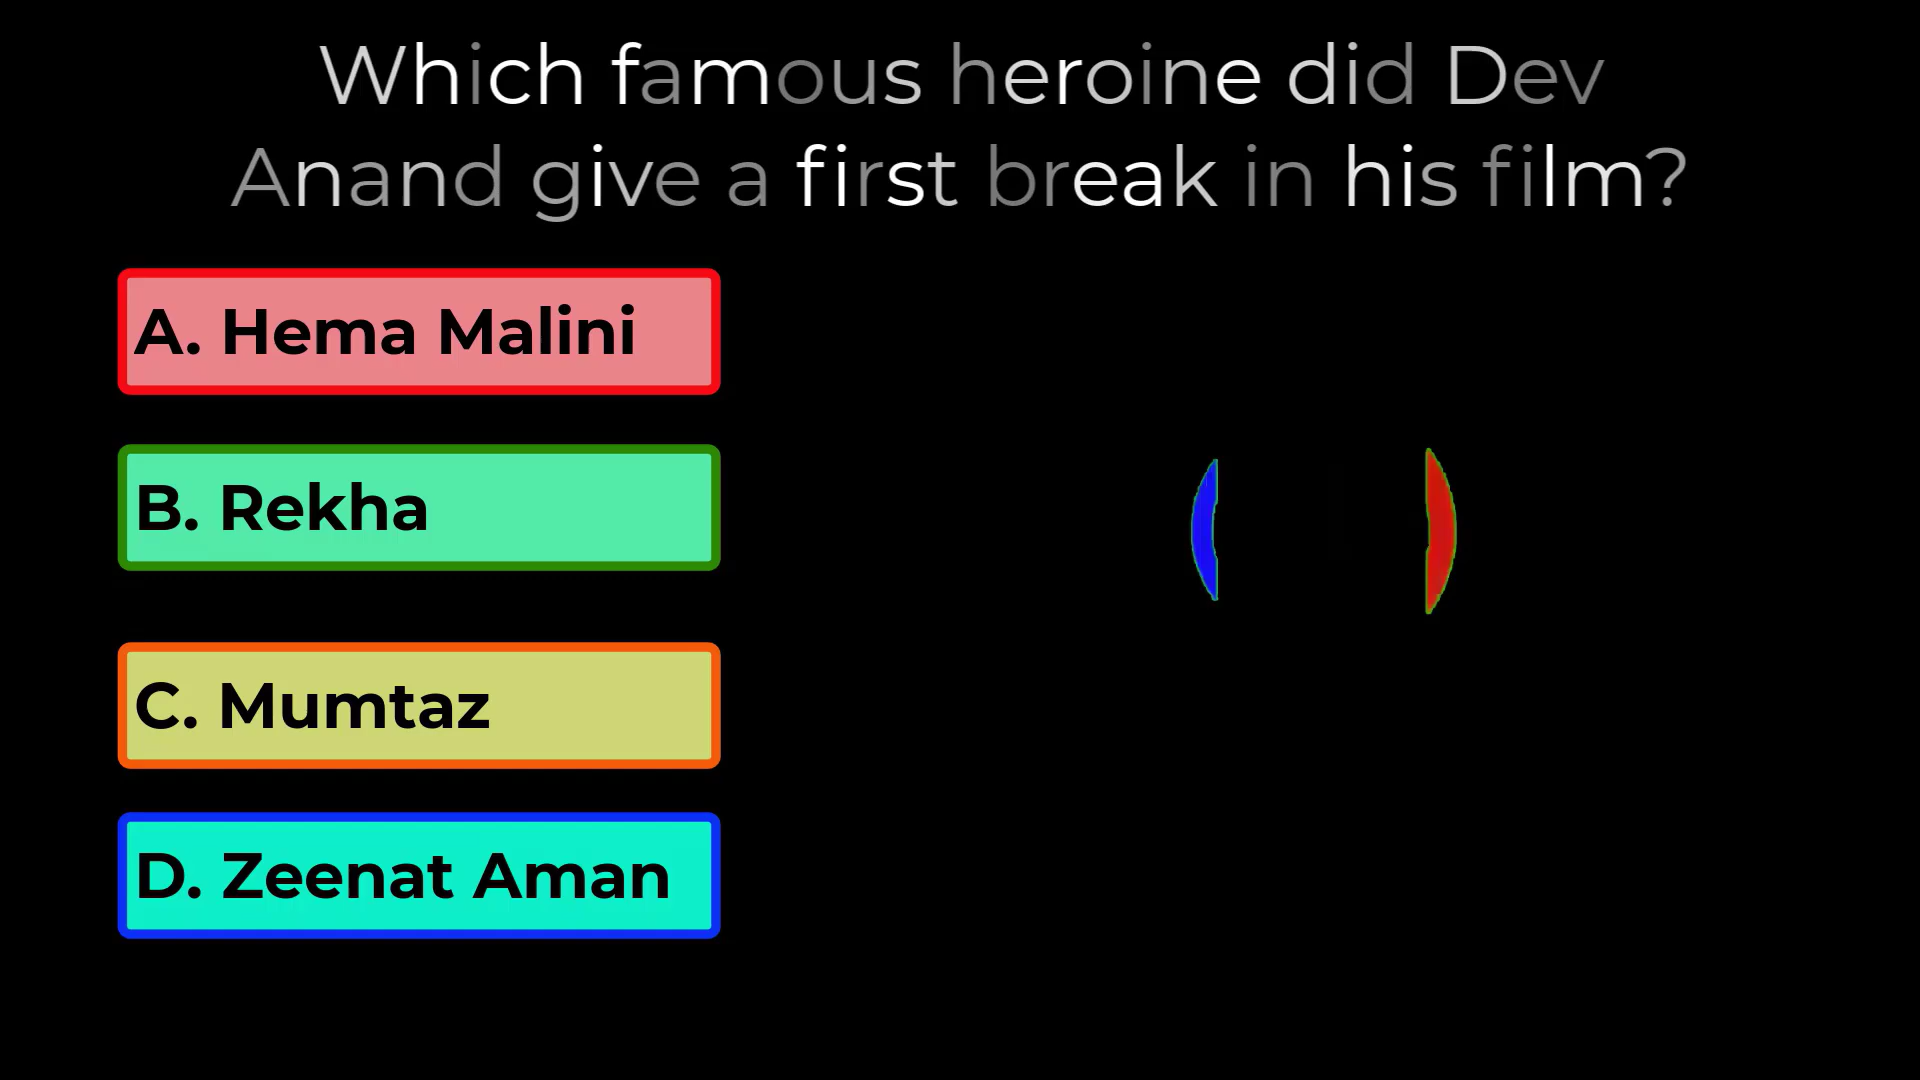 Which famous heroine did Dev
Anand give a first break in his film?
A. Hema Malini
B. Rekha
C. Mumtaz
D. Zeenat Aman